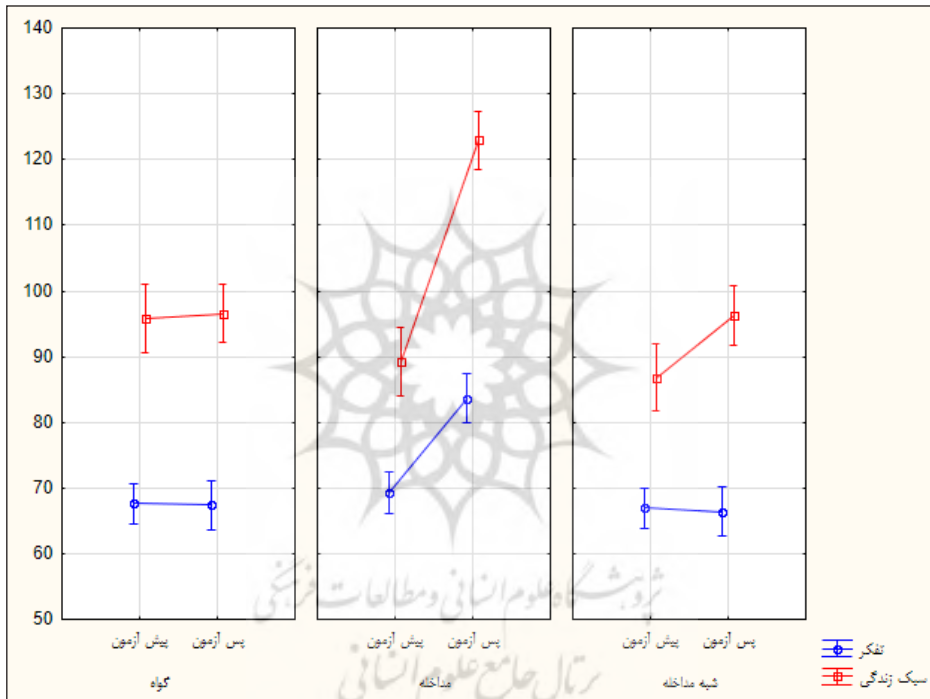 140
130
120
110
100
90
80
70
60
50
پیش آزمون پس آزمون
گواه
پیش آزمون پس آزمون
مداخله
پیش آزمون پس آزمون
شبه مداخله
تفکر
سبک زندگی
پژوهشگاه علوم انسانی و مطالعات فرهنگی
پرتال جامع علوم انسانی